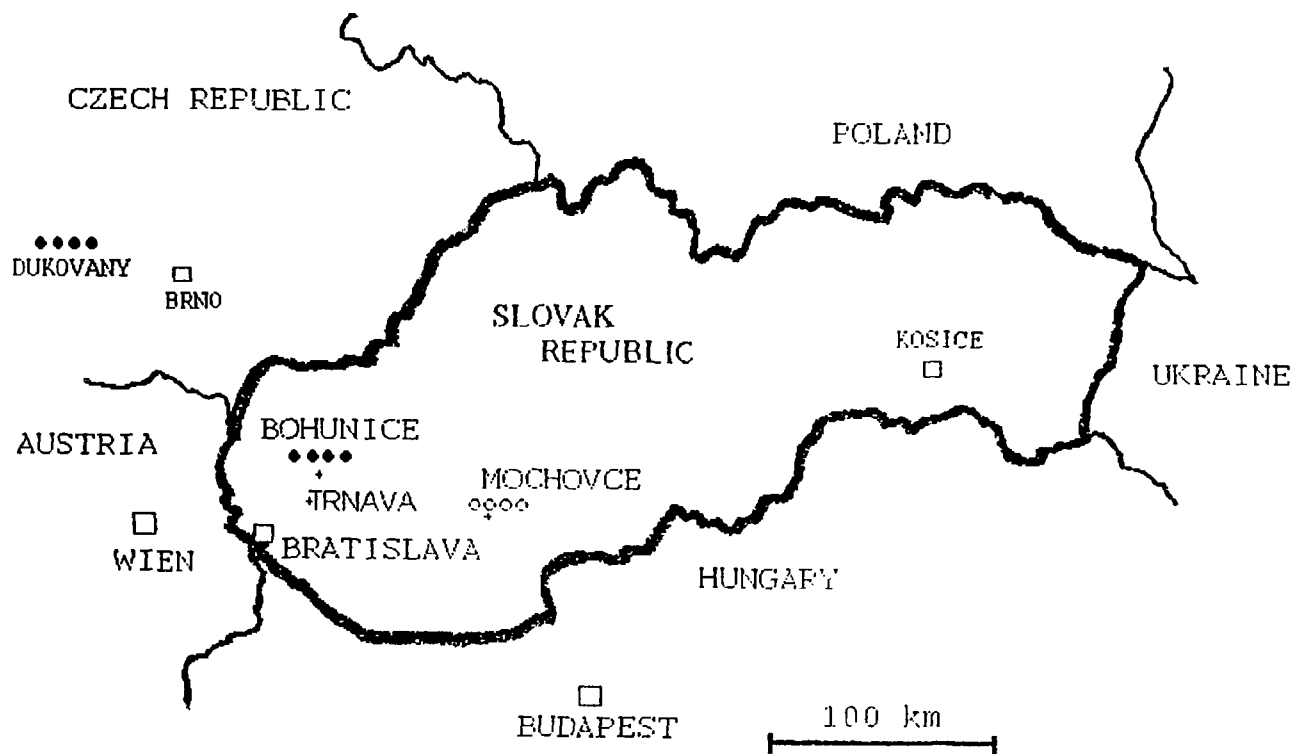 CZECH REPUBLIC
POLAND
DUKOVANY
BRNO
SLOVAK
REPUBLIC
KOSICE
UKRAINE
AUSTRIA
BOHUNICE
MOCHOVCE
TRNAVA
WIEN
BRATISLAVA
HUNGARY
BUDAPEST
100 km